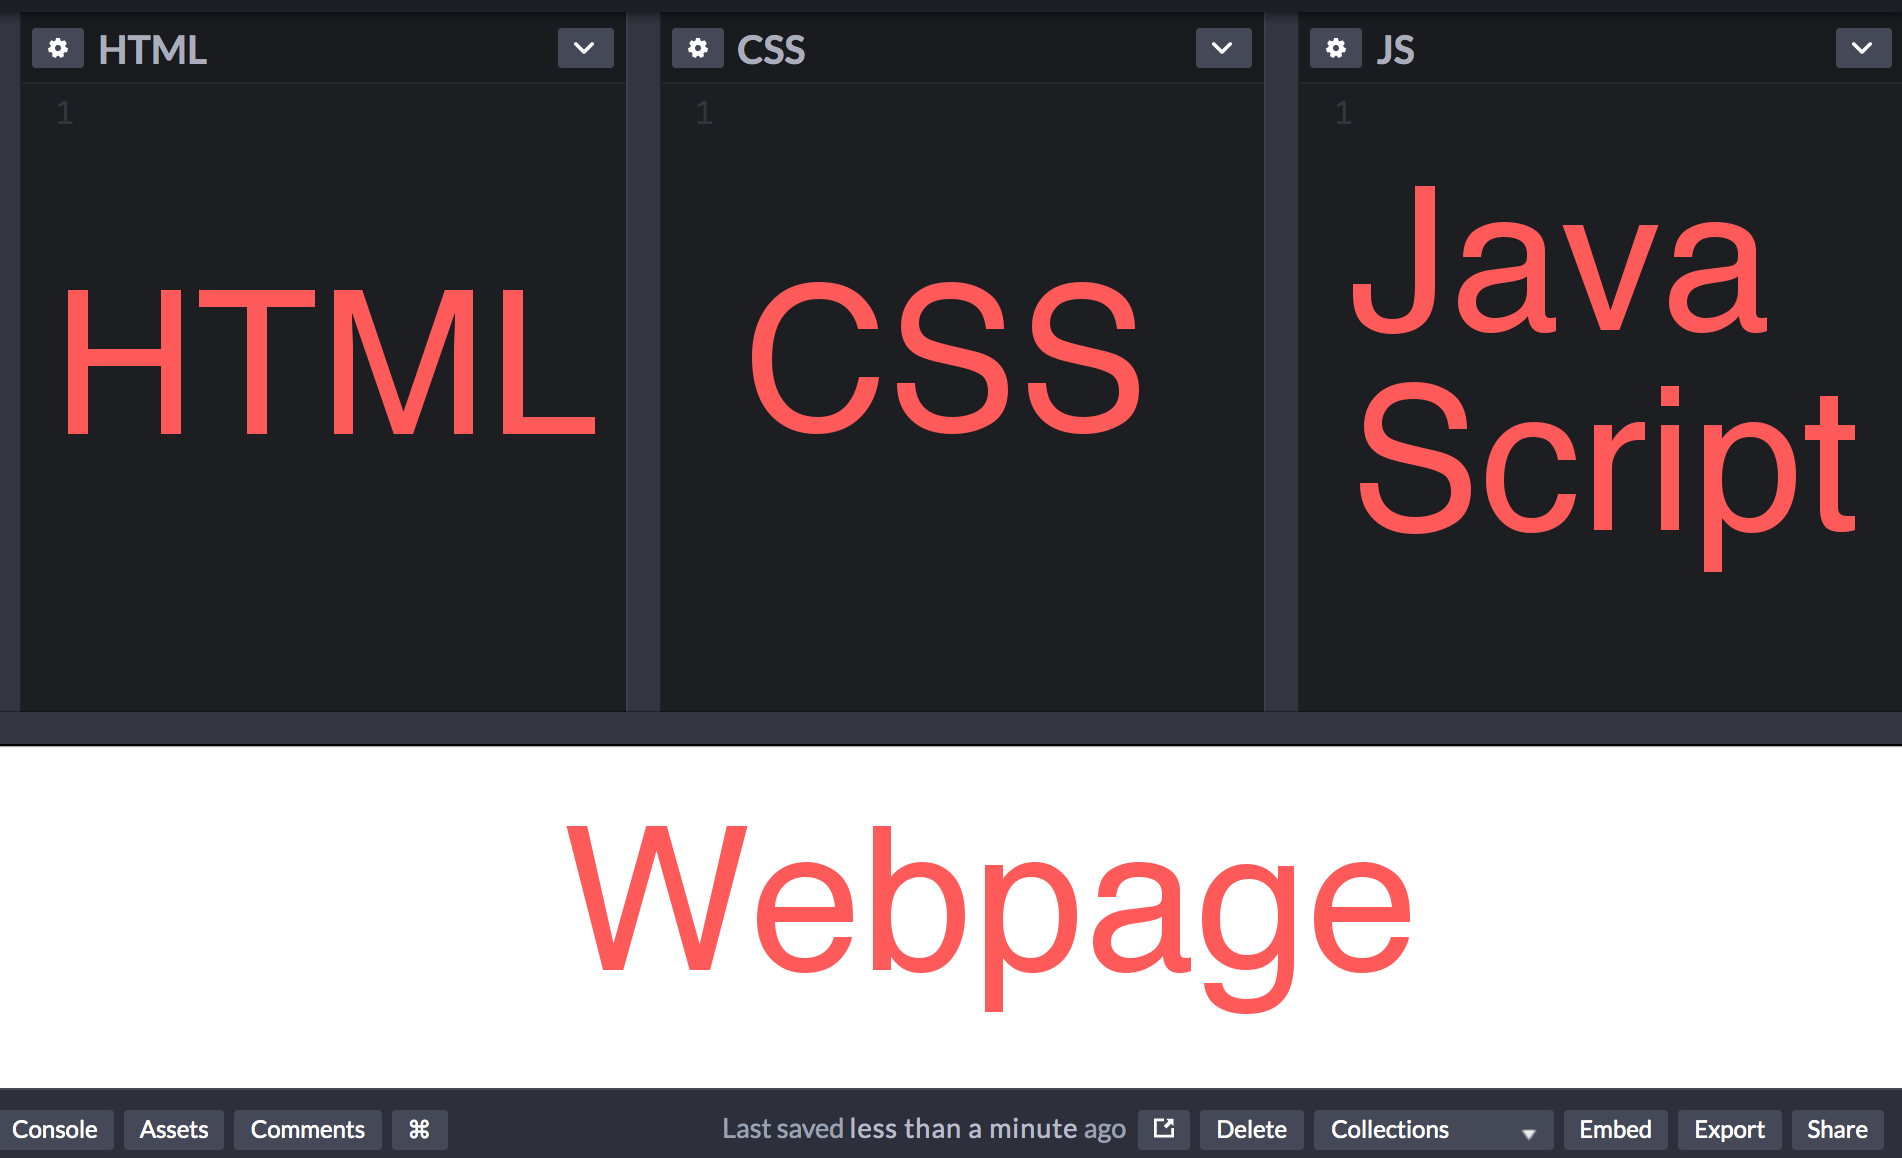 HTML
CSS
JS
1
1
1
HTML
CSS
Java
Script
Webpage
Console
Assets
Comments
⌘
Last saved less than a minute ago
Delete
Collections
Embed
Export
Share